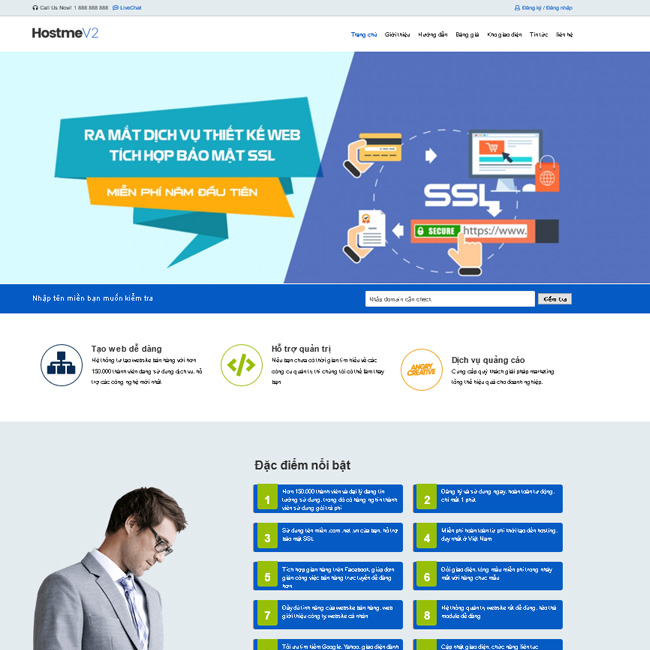 Call Us Now! 1 888 888 888 LiveChat Đăng ký / Đăng nhập
HostmeV2
Trang chủ Giới thiệu Hướng dẫn Bảng giá Kho giao diện Tin tức liên hệ
RA MẮT DỊCH VỤ THIẾT KẾ WEB
TÍCH HỢP BẢO MẬT SSL
MIỄN PHÍ NĂM ĐẦU TIÊN
SSL
SECURE https://www.
Nhập tên miền bạn muốn kiểm tra
Nhập domain cần check
Kiểm tra
Tạo web dễ dàng
Hệ thống tự tạo website bán hàng với hơn
150.000 thành viên đang sử dụng dịch vụ, hỗ
trợ các công nghệ mới nhất
Hỗ trợ quản trị
Nếu bạn chưa có thời gian tìm hiểu về các
công cụ quản trị thì chúng tôi có thể làm thay
bạn
ANGRY
CREATIVE
Dịch vụ quảng cáo
Cung cấp quý khách giải pháp marketing
tổng thể hiệu quả cho doanh nghiệp.
Đặc điểm nổi bật
1
Hơn 150.000 thành viên và đại lý đang tin
tưởng sử dụng, trong đó có hàng nghìn thành
viên sử dụng gói trả phí
2
Đăng ký và sử dụng ngay, hoàn toàn tự động,
chỉ mất 1 phút
3
Sử dụng tên miền .com .net .vn của bạn, hỗ trợ
bảo mật SSL
4
Miễn phí hoàn toàn từ phí khởi tạo đến hosting,
duy nhất ở Việt Nam
5
Tích hợp gian hàng trên Facebook, giúp đơn
giản công việc bán hàng trực tuyến dễ dàng
hơn
6
Đổi giao diện, tông màu miễn phí trong nháy
mắt với hàng chục mẫu
7
Đầy đủ tính năng của website bán hàng, web
giới thiệu công ty, website cá nhân
8
Hệ thống quản trị website rất dễ dùng, kéo thả
module dễ dàng
Tối ưu tìm kiếm Google, Yahoo, giao diện dành
Cập nhật giao diện, chức năng liên tục